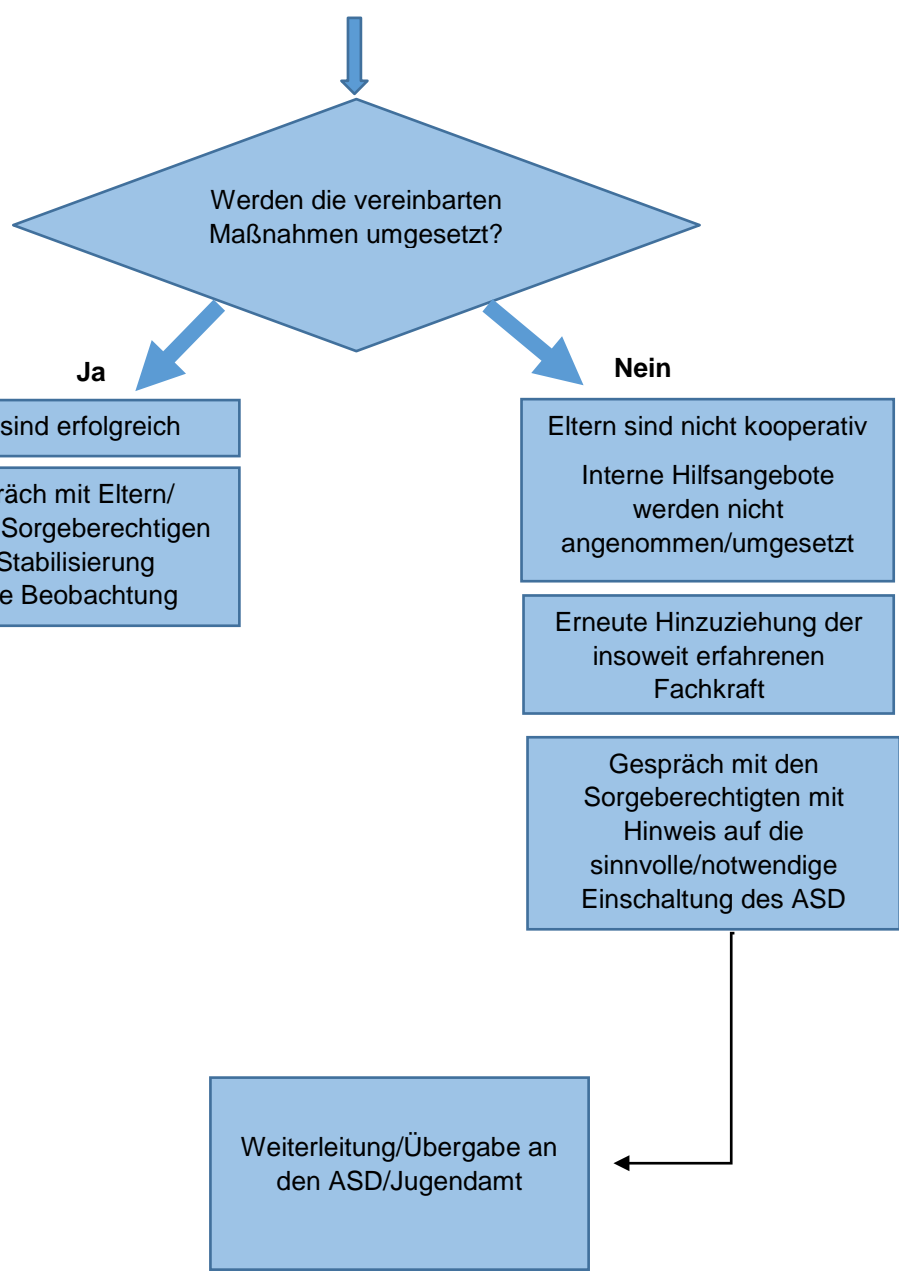 Werden die vereinbarten
Maßnahmen umgesetzt?
Ja
sind erfolgreich
mit Eltern/
Sorgeberechtigen
Stabilisierung
Beobachtung
Nein
Eltern sind nicht kooperativ
Interne Hilfsangebote
werden nicht
angenommen/umgesetzt
Erneute Hinzuziehung der
insoweit erfahrenen
Fachkraft
Gespräch mit den
Sorgeberechtigten mit
Hinweis auf die
sinnvolle/notwendige
Einschaltung des ASD
Weiterleitung/Übergabe an
den ASD/Jugendamt